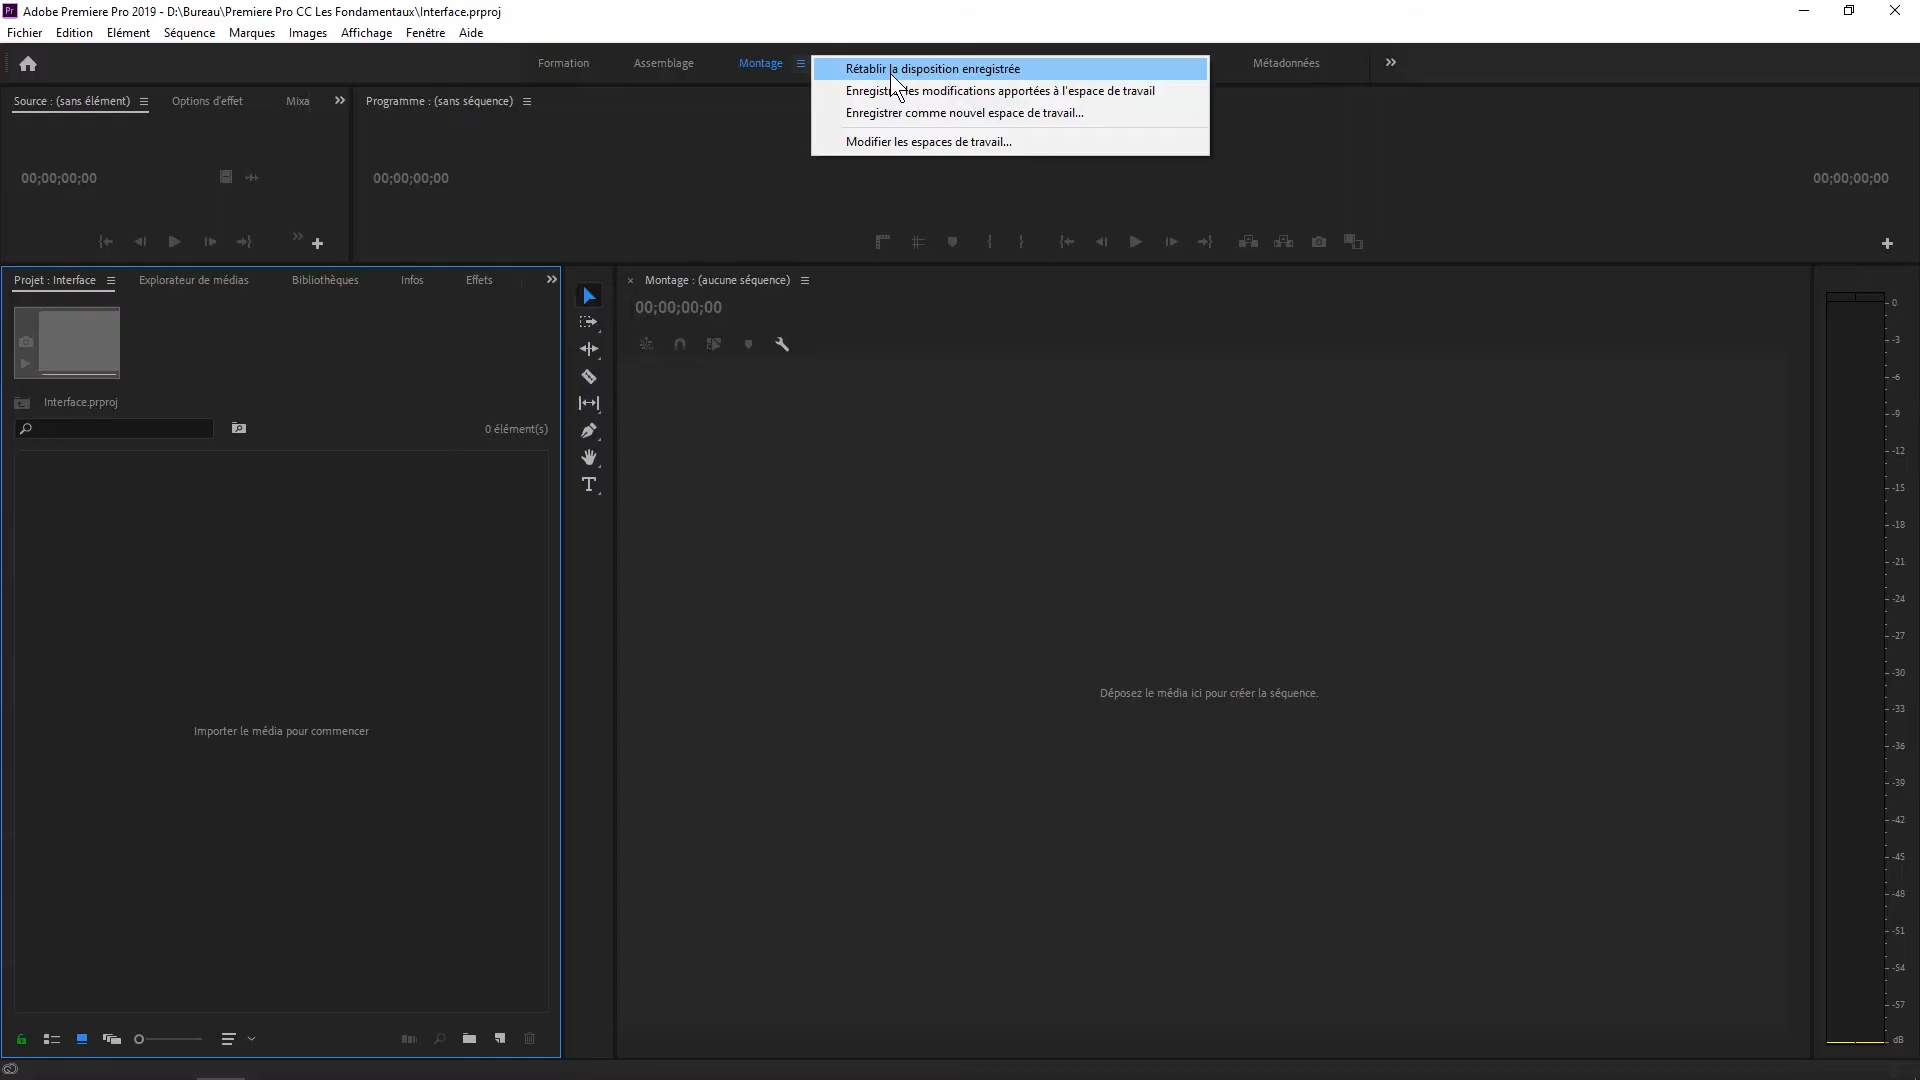 Adobe Premiere Pro 2019 - D:\Bureau\Premiere Pro CC Les Fondamentaux\Interface.prproj
Fichier Edition Elément Séquence Marques Images Affichage Fenêtre Aide
Formation Assemblage Montage Métadonnées
Rétablir la disposition enregistrée
Enregistrer les modifications apportées à l'espace de travail
Enregistrer comme nouvel espace de travail...
Modifier les espaces de travail...
Source : (sans élément) Options d'effet Mixa
Programme : (sans séquence)
00;00;00;00
00;00;00;00
00;00;00;00
Projet : Interface Explorateur de médias Bibliothèques Infos Effets
Interface.prproj
0 élément(s)
Importer le média pour commencer
Montage : (aucune séquence)
00;00;00;00
Déposez le média ici pour créer la séquence.
0
-3
-6
-9
-12
-15
-18
-21
-24
-27
-30
-33
-36
-39
-42
-45
-48
-51
-54
-57
dB